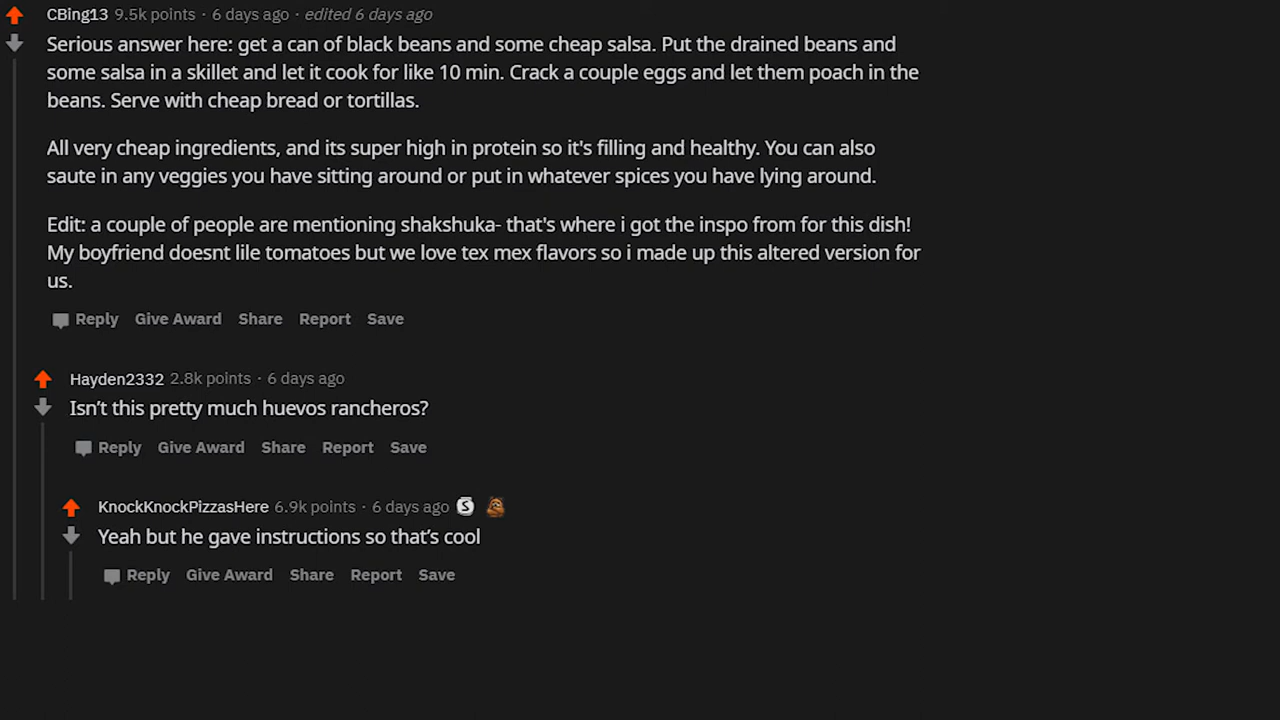 CBing13 9.5k points · 6 days ago · edited 6 days ago
Serious answer here: get a can of black beans and some cheap salsa. Put the drained beans and
some salsa in a skillet and let it cook for like 10 min. Crack a couple eggs and let them poach in the
beans. Serve with cheap bread or tortillas.
All very cheap ingredients, and its super high in protein so it's filling and healthy. You can also
saute in any veggies you have sitting around or put in whatever spices you have lying around.
Edit: a couple of people are mentioning shakshuka- that's where i got the inspo from for this dish!
My boyfriend doesnt lile tomatoes but we love tex mex flavors so i made up this altered version for
us.
Reply Give Award Share Report Save
Hayden2332 2.8k points · 6 days ago
Isn’t this pretty much huevos rancheros?
Reply Give Award Share Report Save
KnockKnockPizzasHere 6.9k points · 6 days ago S
Yeah but he gave instructions so that’s cool
Reply Give Award Share Report Save